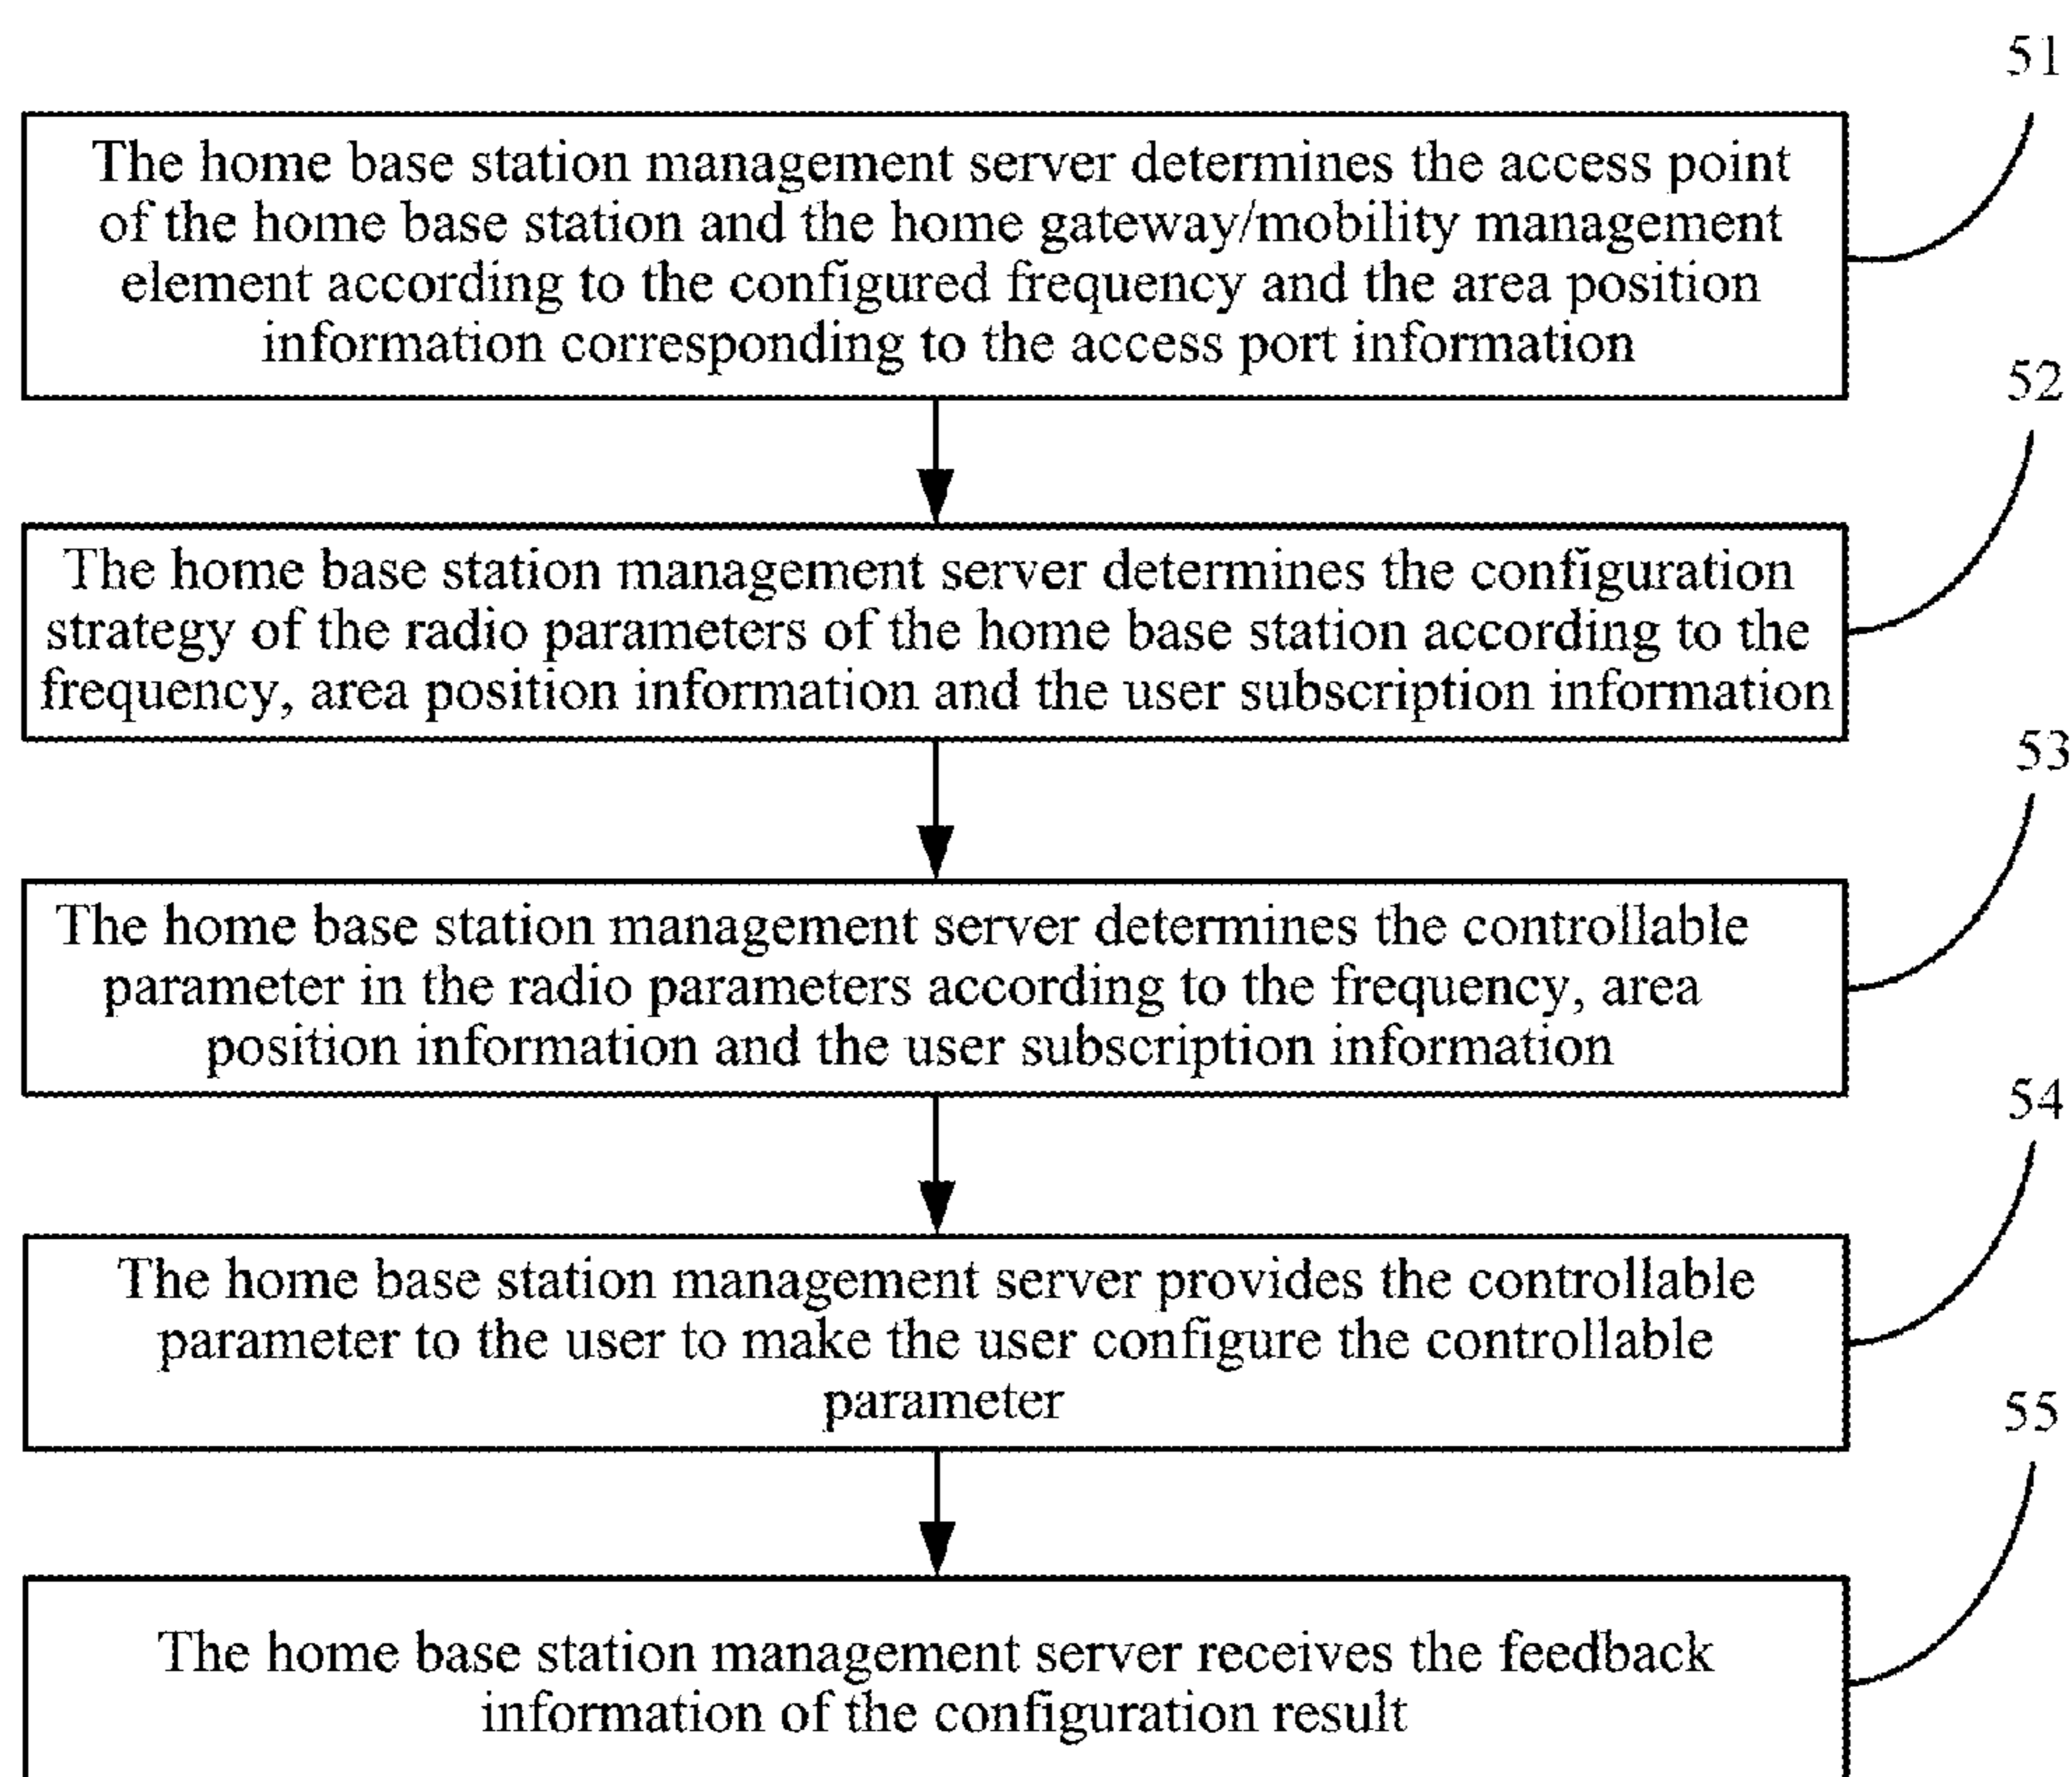 51
The home base station management server determines the access point
of the home base station and the home gateway/mobility management
element according to the configured frequency and the area position
information corresponding to the access port information
52
The home base station management server determines the configuration
strategy of the radio parameters of the home base station according to the
frequency, area position information and the user subscription information
53
The home base station management server determines the controllable
parameter in the radio parameters according to the frequency, area
position information and the user subscription information
54
The home base station management server provides the controllable
parameter to the user to make the user configure the controllable
parameter
55
The home base station management server receives the feedback
information of the configuration result